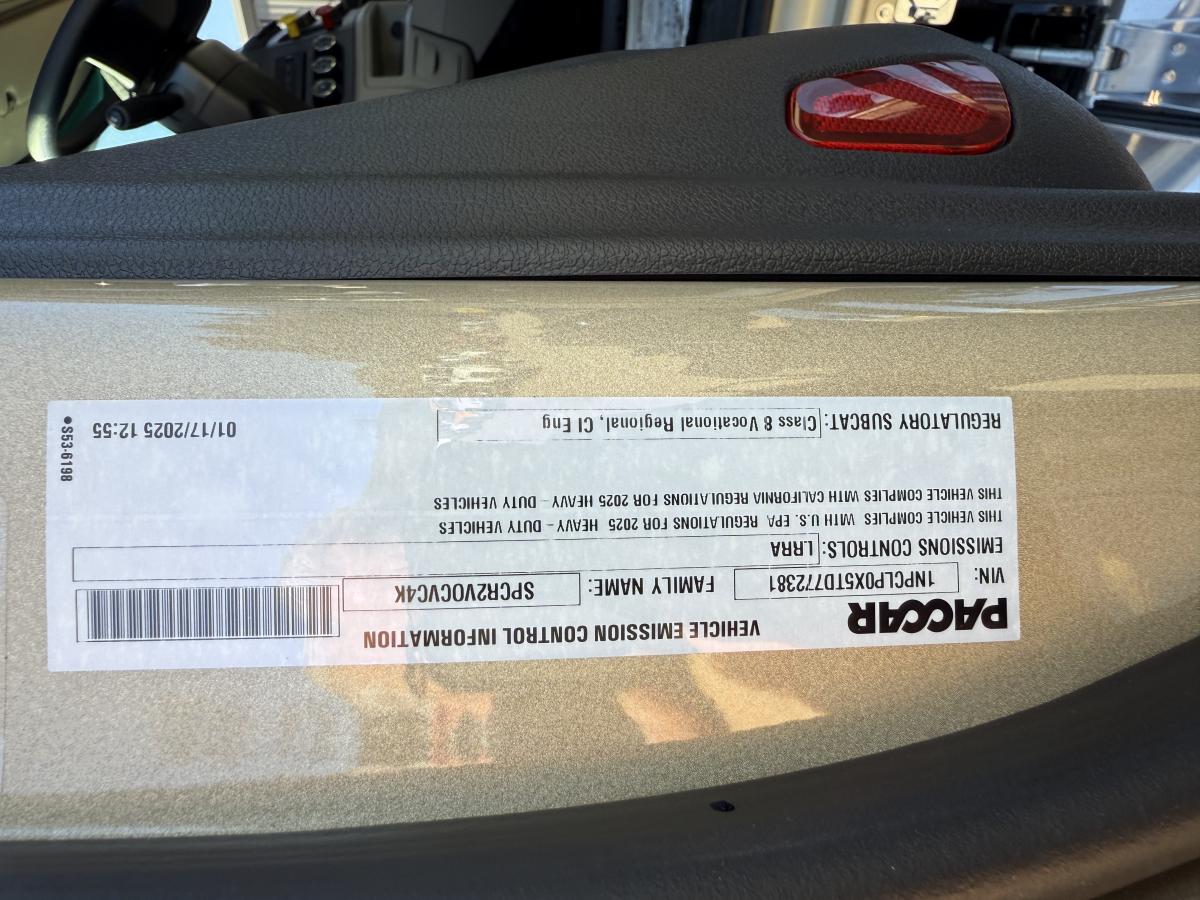 PACCAR VEHICLE EMISSION CONTROL INFORMATION
VIN: 1NPCLP0X5TD772381 FAMILY NAME: SPCR2VOCVC4K
EMISSIONS CONTROLS: LRRA
THIS VEHICLE COMPLIES WITH U.S. EPA REGULATIONS FOR 2025 HEAVY - DUTY VEHICLES
THIS VEHICLE COMPLIES WITH CALIFORNIA REGULATIONS FOR 2025 HEAVY - DUTY VEHICLES
REGULATORY SUBCAT: Class 8 Vocational Regional, CI Eng
01/17/2025 12:55
S53-6198